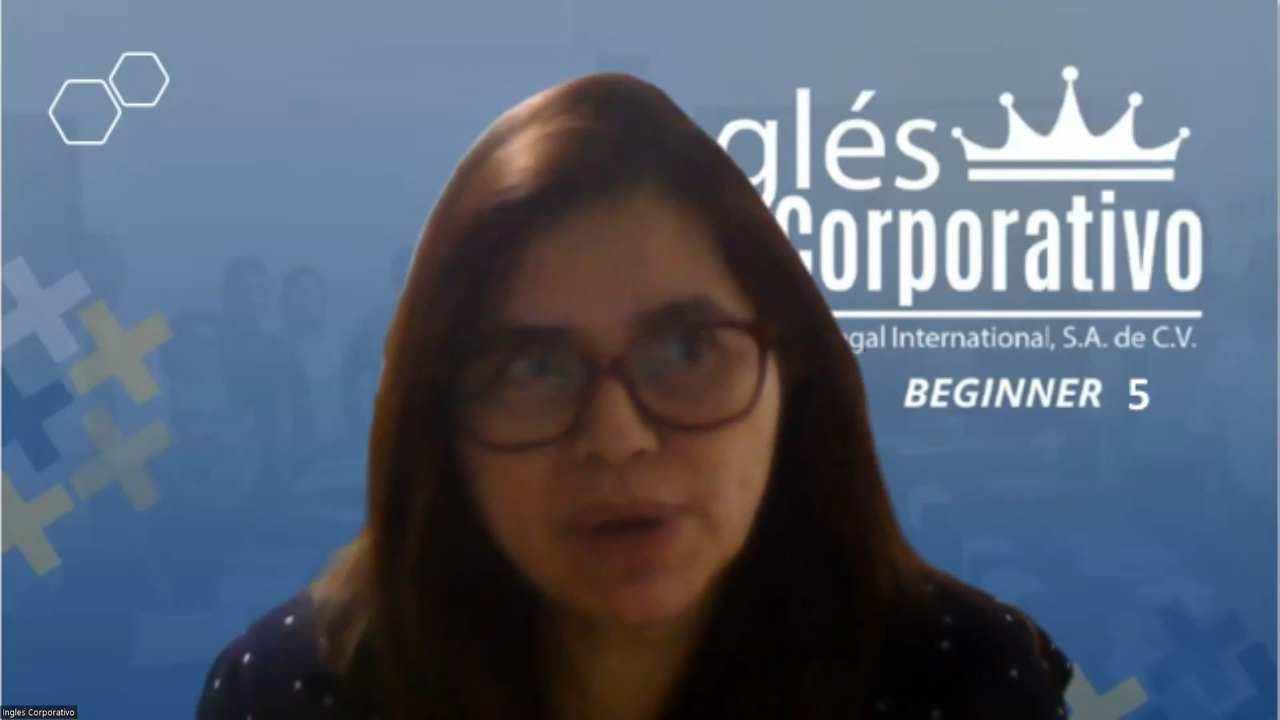 glés
Corporativo
gal International, S.A. de C.V.
BEGINNER 5
Ingles Corporativo